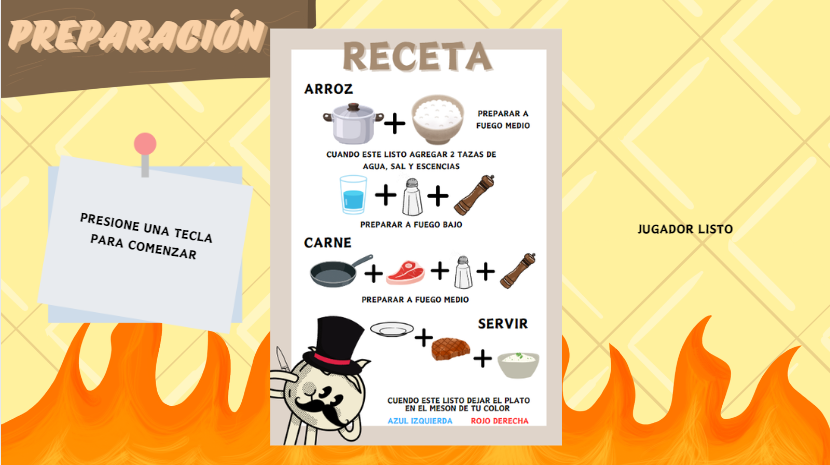 PREPARACIÓN
RECETA
ARROZ
PREPARAR A
FUEGO MEDIO
CUANDO ESTE LISTO AGREGAR 2 TAZAS DE
AGUA, SAL Y ESCENCIAS
PREPARAR A FUEGO BAJO
CARNE
PREPARAR A FUEGO MEDIO
SERVIR
CUENDO ESTE LISTO DEJAR EL PLATO
EN EL MESON DE TU COLOR
AZUL IZQUIERDA ROJO DERECHA
PRESIONE UNA TECLA
PARA COMENZAR
JUGADOR LISTO